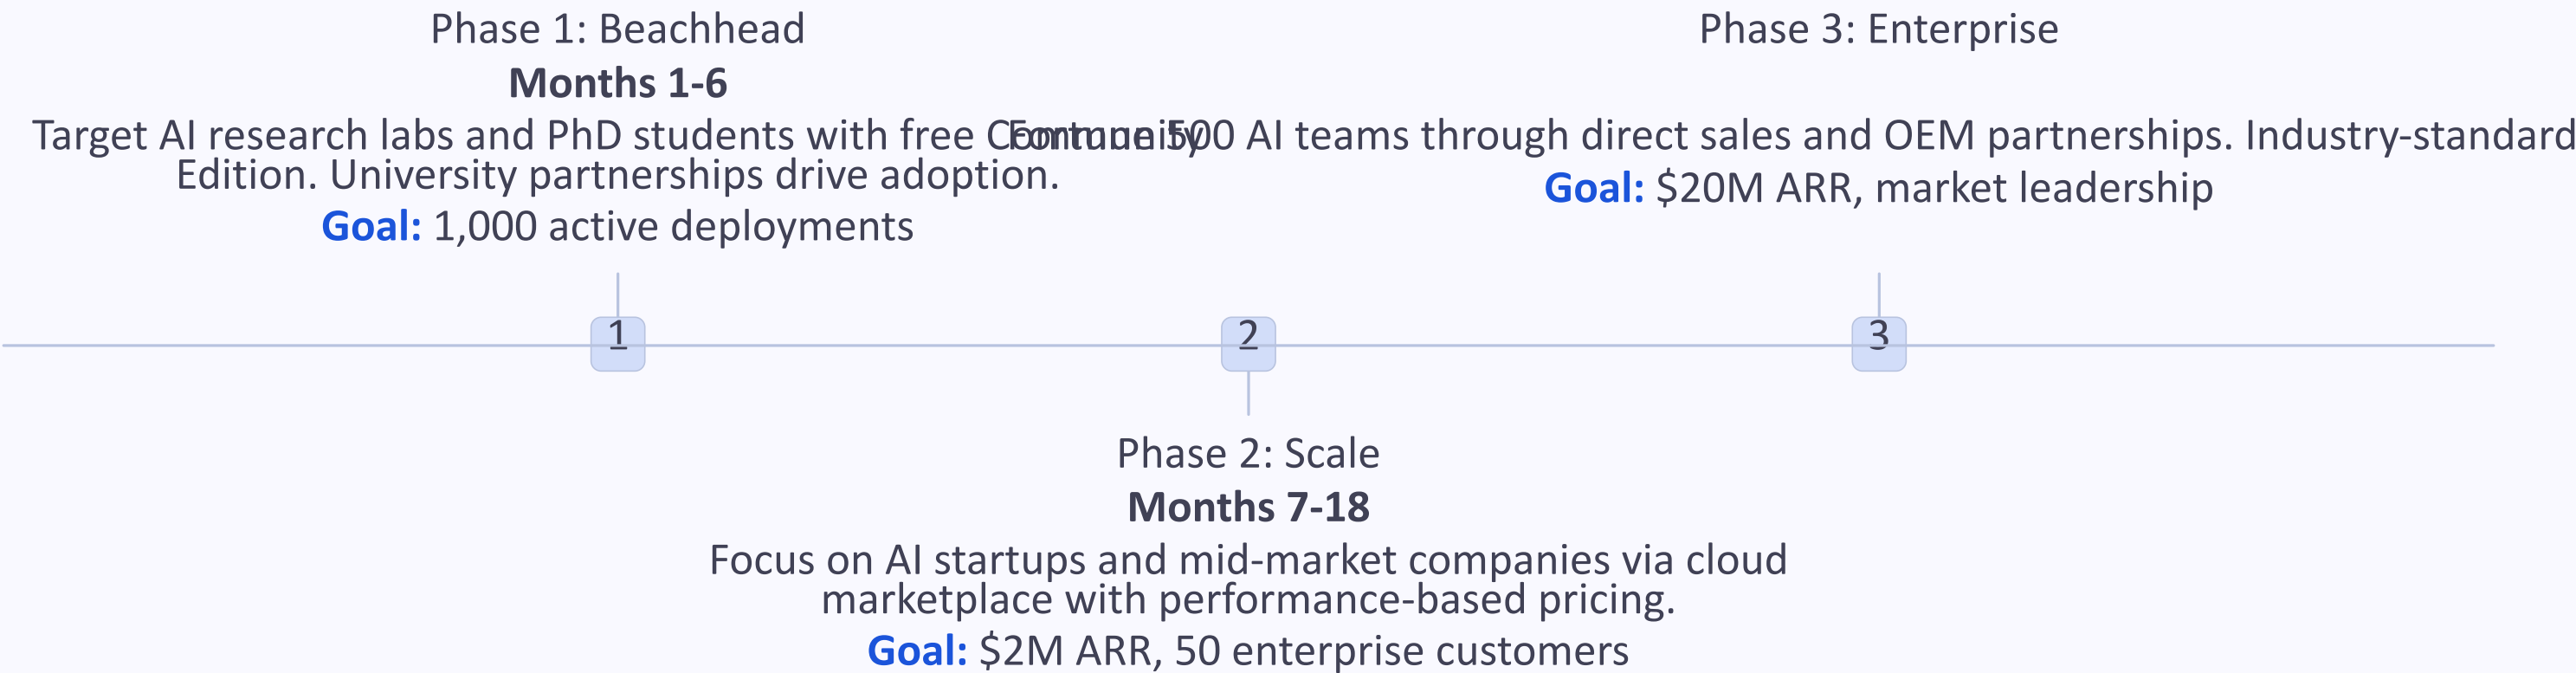 Phase 1: Beachhead
Months 1-6
Target AI research labs and PhD students with free Community
Edition. University partnerships drive adoption.
Goal: 1,000 active deployments
Phase 3: Enterprise
Fortune 500 AI teams through direct sales and OEM partnerships. Industry-standard
Goal: $20M ARR, market leadership
1
2
3
Phase 2: Scale
Months 7-18
Focus on AI startups and mid-market companies via cloud
marketplace with performance-based pricing.
Goal: $2M ARR, 50 enterprise customers